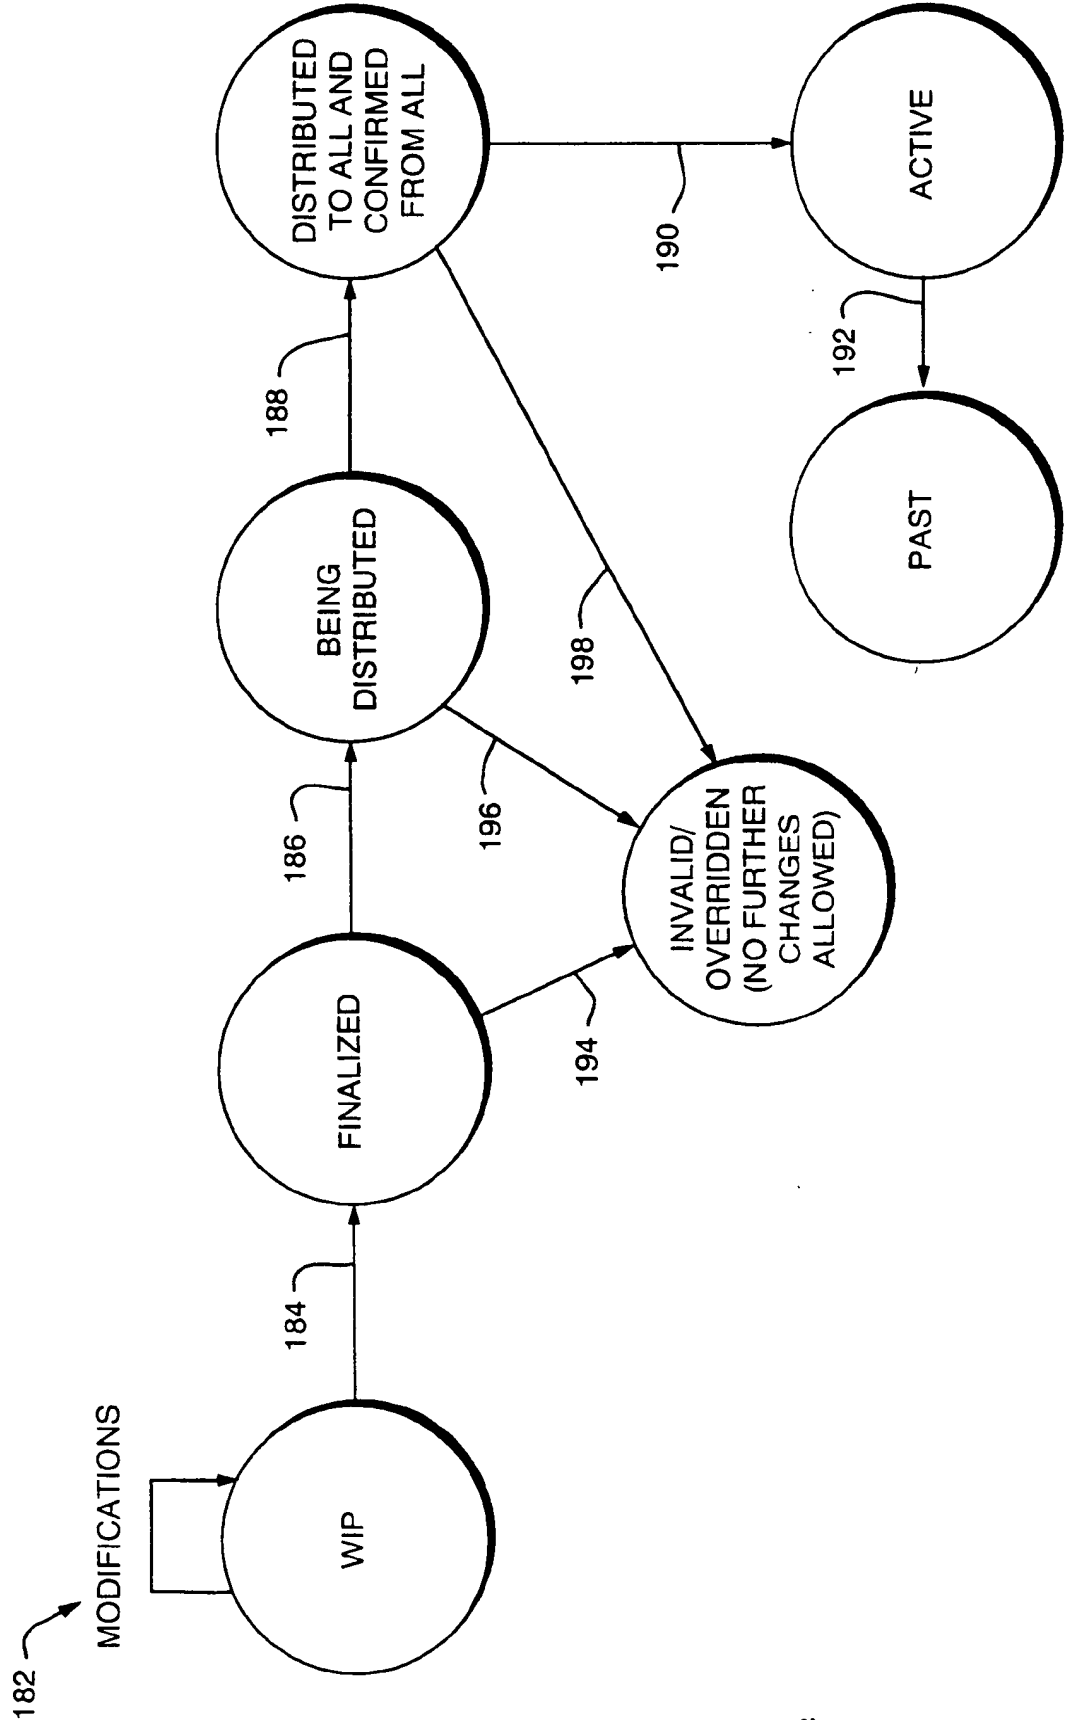 182
MODIFICATIONS
WIP
184
FINALIZED
186
BEING
DISTRIBUTED
188
DISTRIBUTED
TO ALL AND
CONFIRMED
FROM ALL
194
196
198
190
INVALID/
OVERRIDDEN
(NO FURTHER
CHANGES
ALLOWED)
PAST
192
ACTIVE